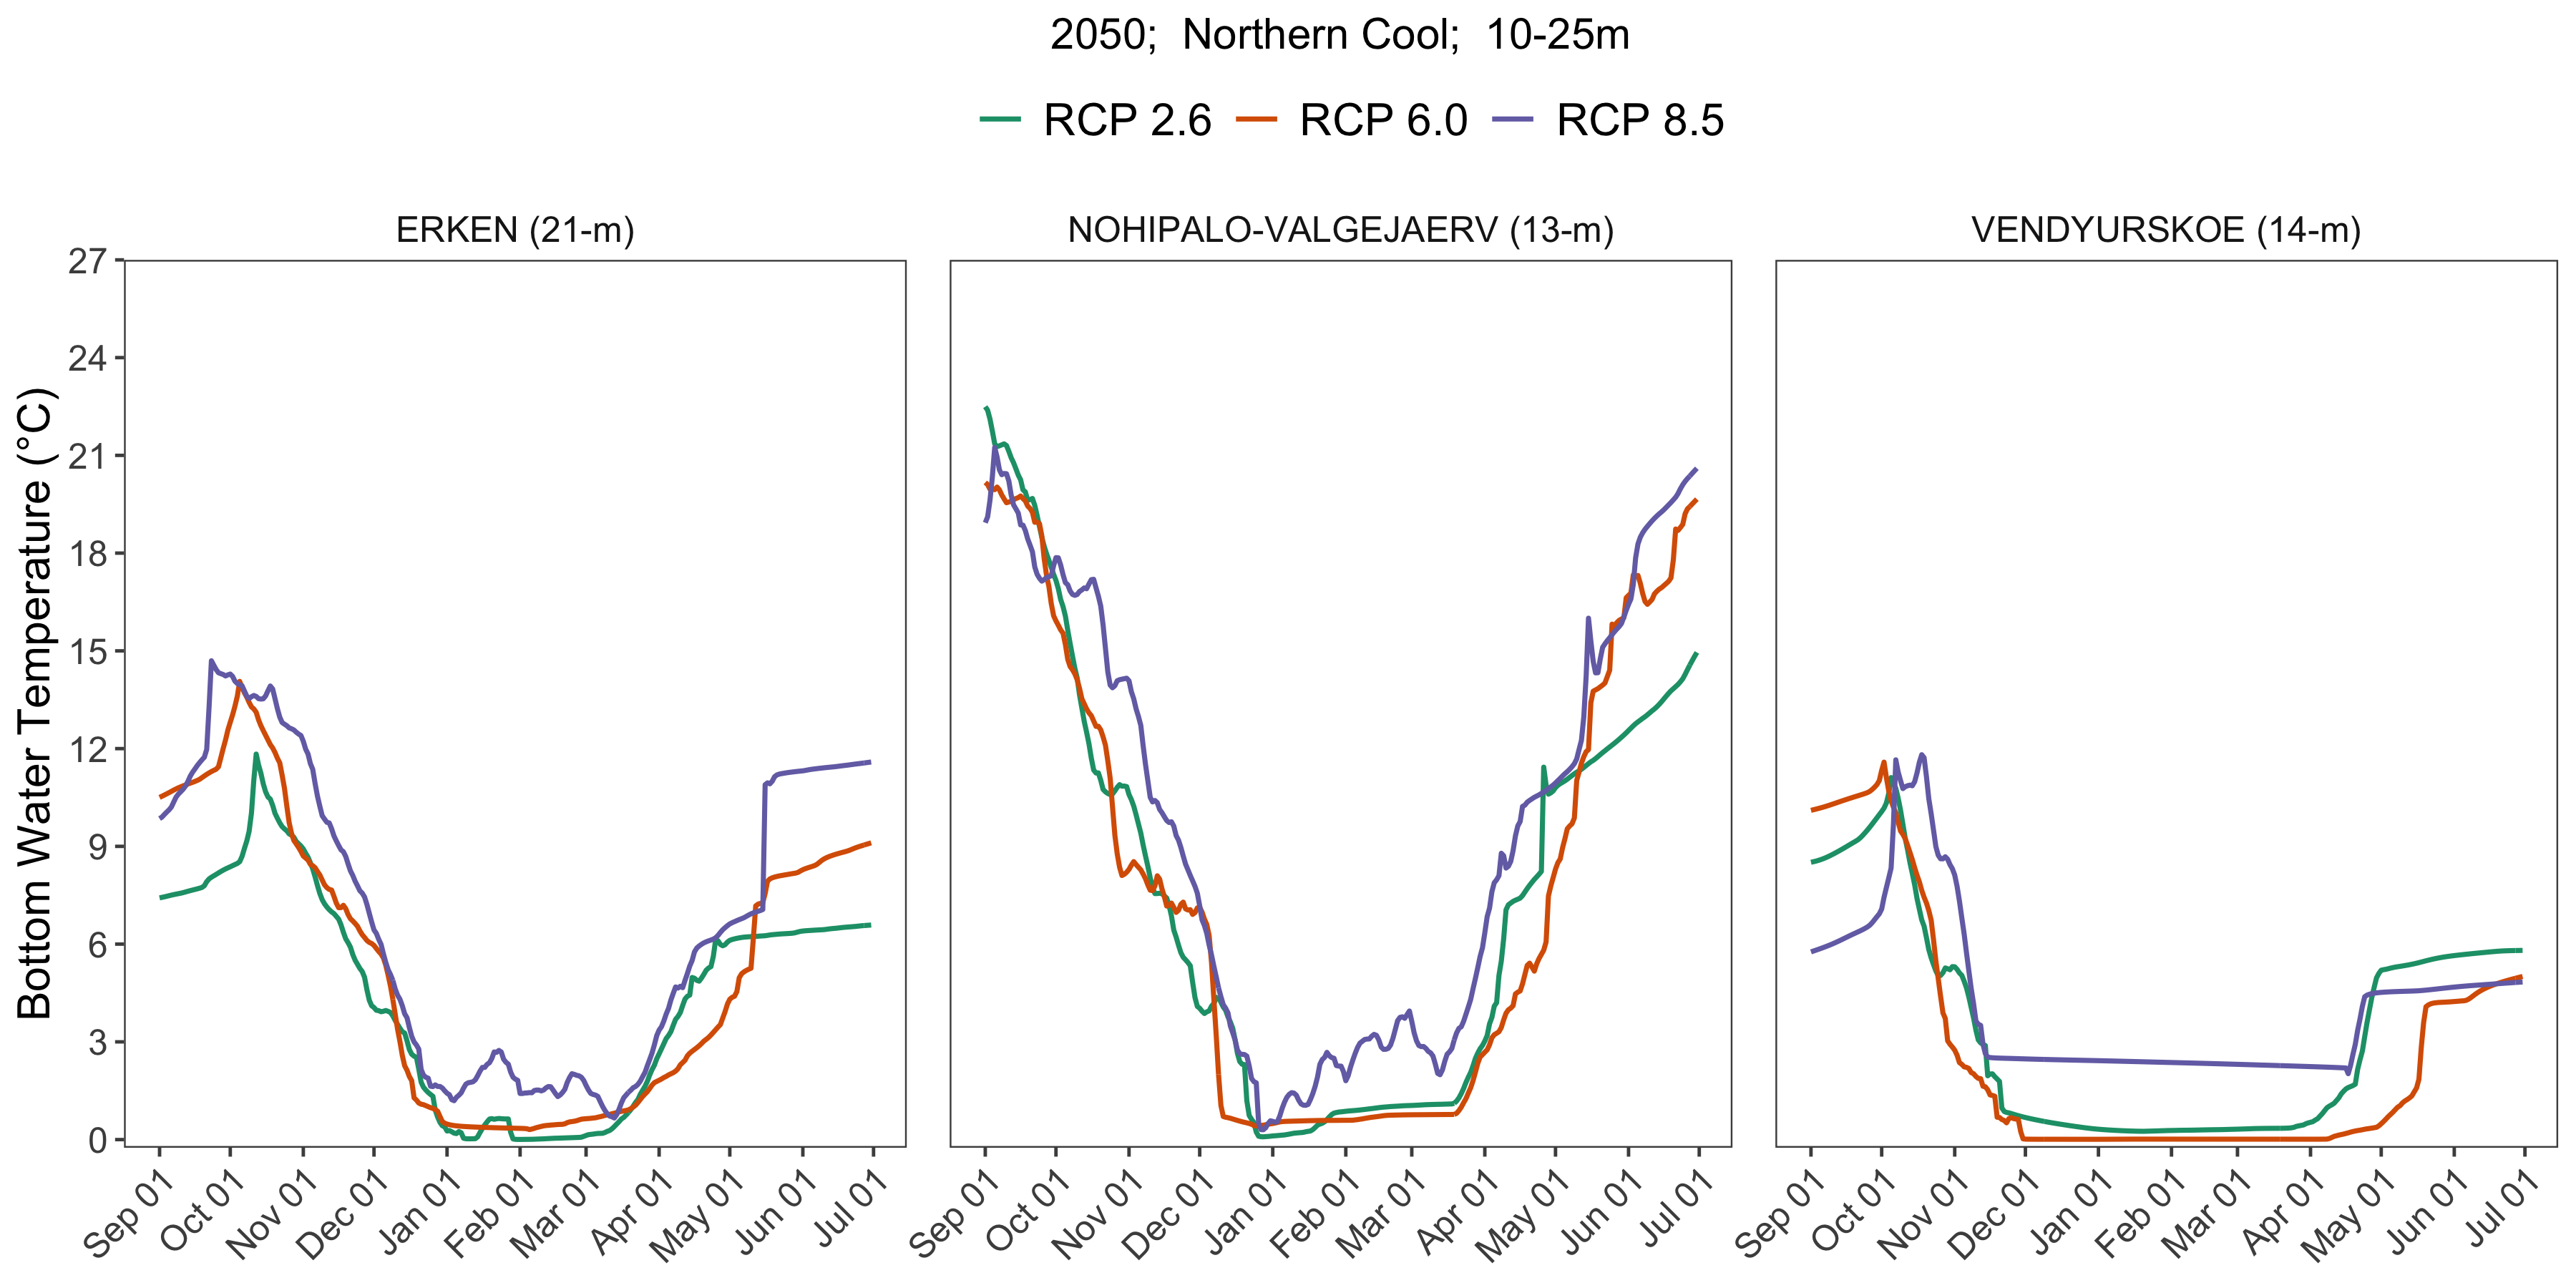 2050; Northern Cool; 10-25m
RCP 2.6 RCP 6.0 RCP 8.5
ERKEN (21-m) NOHIPALO-VALGEJAERV (13-m) VENDYURSKOE (14-m)
Bottom Water Temperature (°C)
27
24
21
18
15
12
9
6
3
0
Sep 01 Oct 01 Nov 01 Dec 01 Jan 01 Feb 01 Mar 01 Apr 01 May 01 Jun 01 Jul 01 Sep 01 Oct 01 Nov 01 Dec 01 Jan 01 Feb 01 Mar 01 Apr 01 May 01 Jun 01 Jul 01 Sep 01 Oct 01 Nov 01 Dec 01 Jan 01 Feb 01 Mar 01 Apr 01 May 01 Jun 01 Jul 01